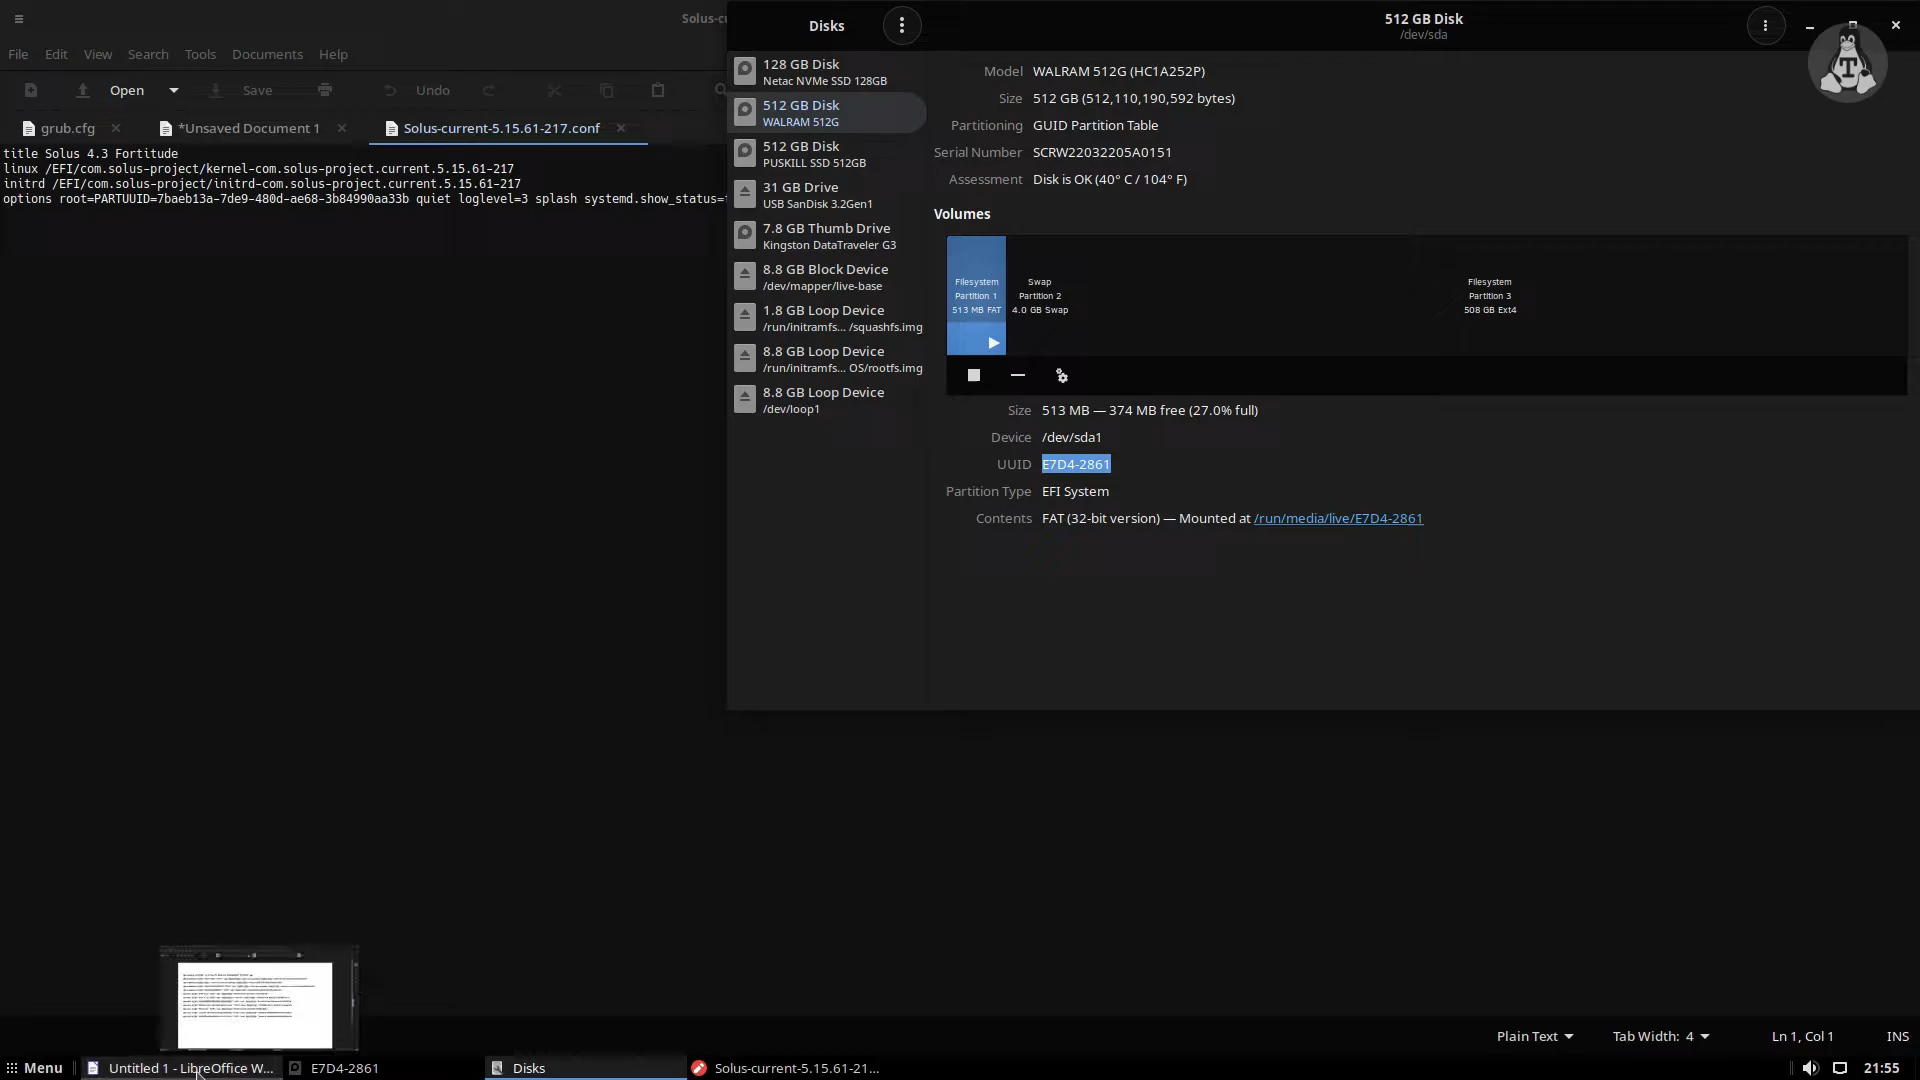 Solus-cu
File Edit View Search Tools Documents Help
Open Save Undo
grub.cfg *Unsaved Document 1 Solus-current-5.15.61-217.conf
title Solus 4.3 Fortitude
linux /EFI/com.solus-project/kernel-com.solus-project.current.5.15.61-217
initrd /EFI/com.solus-project/initrd-com.solus-project.current.5.15.61-217
options root=PARTUUID=7baeb13a-7de9-480d-ae68-3b84990aa33b quiet loglevel=3 splash systemd.show_status=
Disks
128 GB Disk
Netac NVMe SSD 128GB
512 GB Disk
WALRAM 512G
512 GB Disk
PUSKILL SSD 512GB
31 GB Drive
USB SanDisk 3.2Gen1
7.8 GB Thumb Drive
Kingston DataTraveler G3
8.8 GB Block Device
/dev/mapper/live-base
1.8 GB Loop Device
/run/initramfs... /squashfs.img
8.8 GB Loop Device
/run/initramfs... OS/rootfs.img
8.8 GB Loop Device
/dev/loop1
512 GB Disk
/dev/sda
T
Model WALRAM 512G (HC1A252P)
Size 512 GB (512,110,190,592 bytes)
Partitioning GUID Partition Table
Serial Number SCRW22032205A0151
Assessment Disk is OK (40° C / 104° F)
Volumes
Filesystem
Partition 1
513 MB FAT
Swap
Partition 2
4.0 GB Swap
Filesystem
Partition 3
508 GB Ext4
Size 513 MB — 374 MB free (27.0% full)
Device /dev/sda1
UUID E7D4-2861
Partition Type EFI System
Contents FAT (32-bit version) — Mounted at /run/media/live/E7D4-2861
Plain Text Tab Width: 4 Ln 1, Col 1 INS
Menu Untitled 1 - LibreOffice W... E7D4-2861 Disks Solus-current-5.15.61-21... 21:55